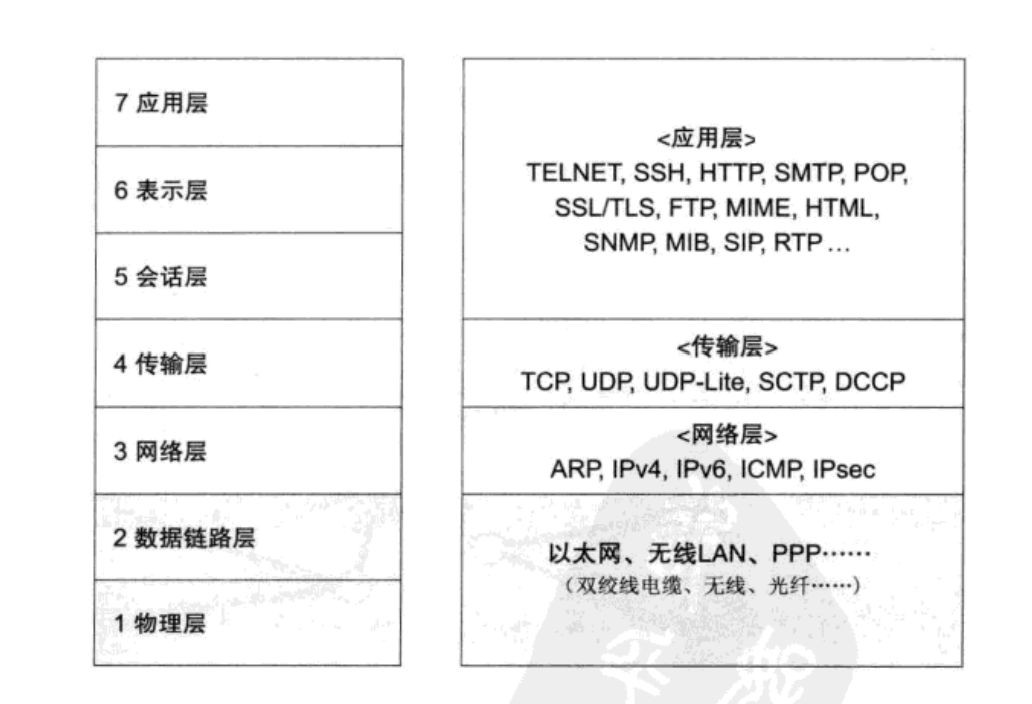 7 应用层
6 表示层
5 会话层
4 传输层
3 网络层
2 数据链路层
1 物理层
<应用层>
TELNET, SSH, HTTP, SMTP, POP,
SSL/TLS, FTP, MIME, HTML,
SNMP, MIB, SIP, RTP ...
<传输层>
TCP, UDP, UDP-Lite, SCTP, DCCP
<网络层>
ARP, IPv4, IPv6, ICMP, IPsec
以太网、无线LAN、PPP……
（双绞线电缆、无线、光纤……）